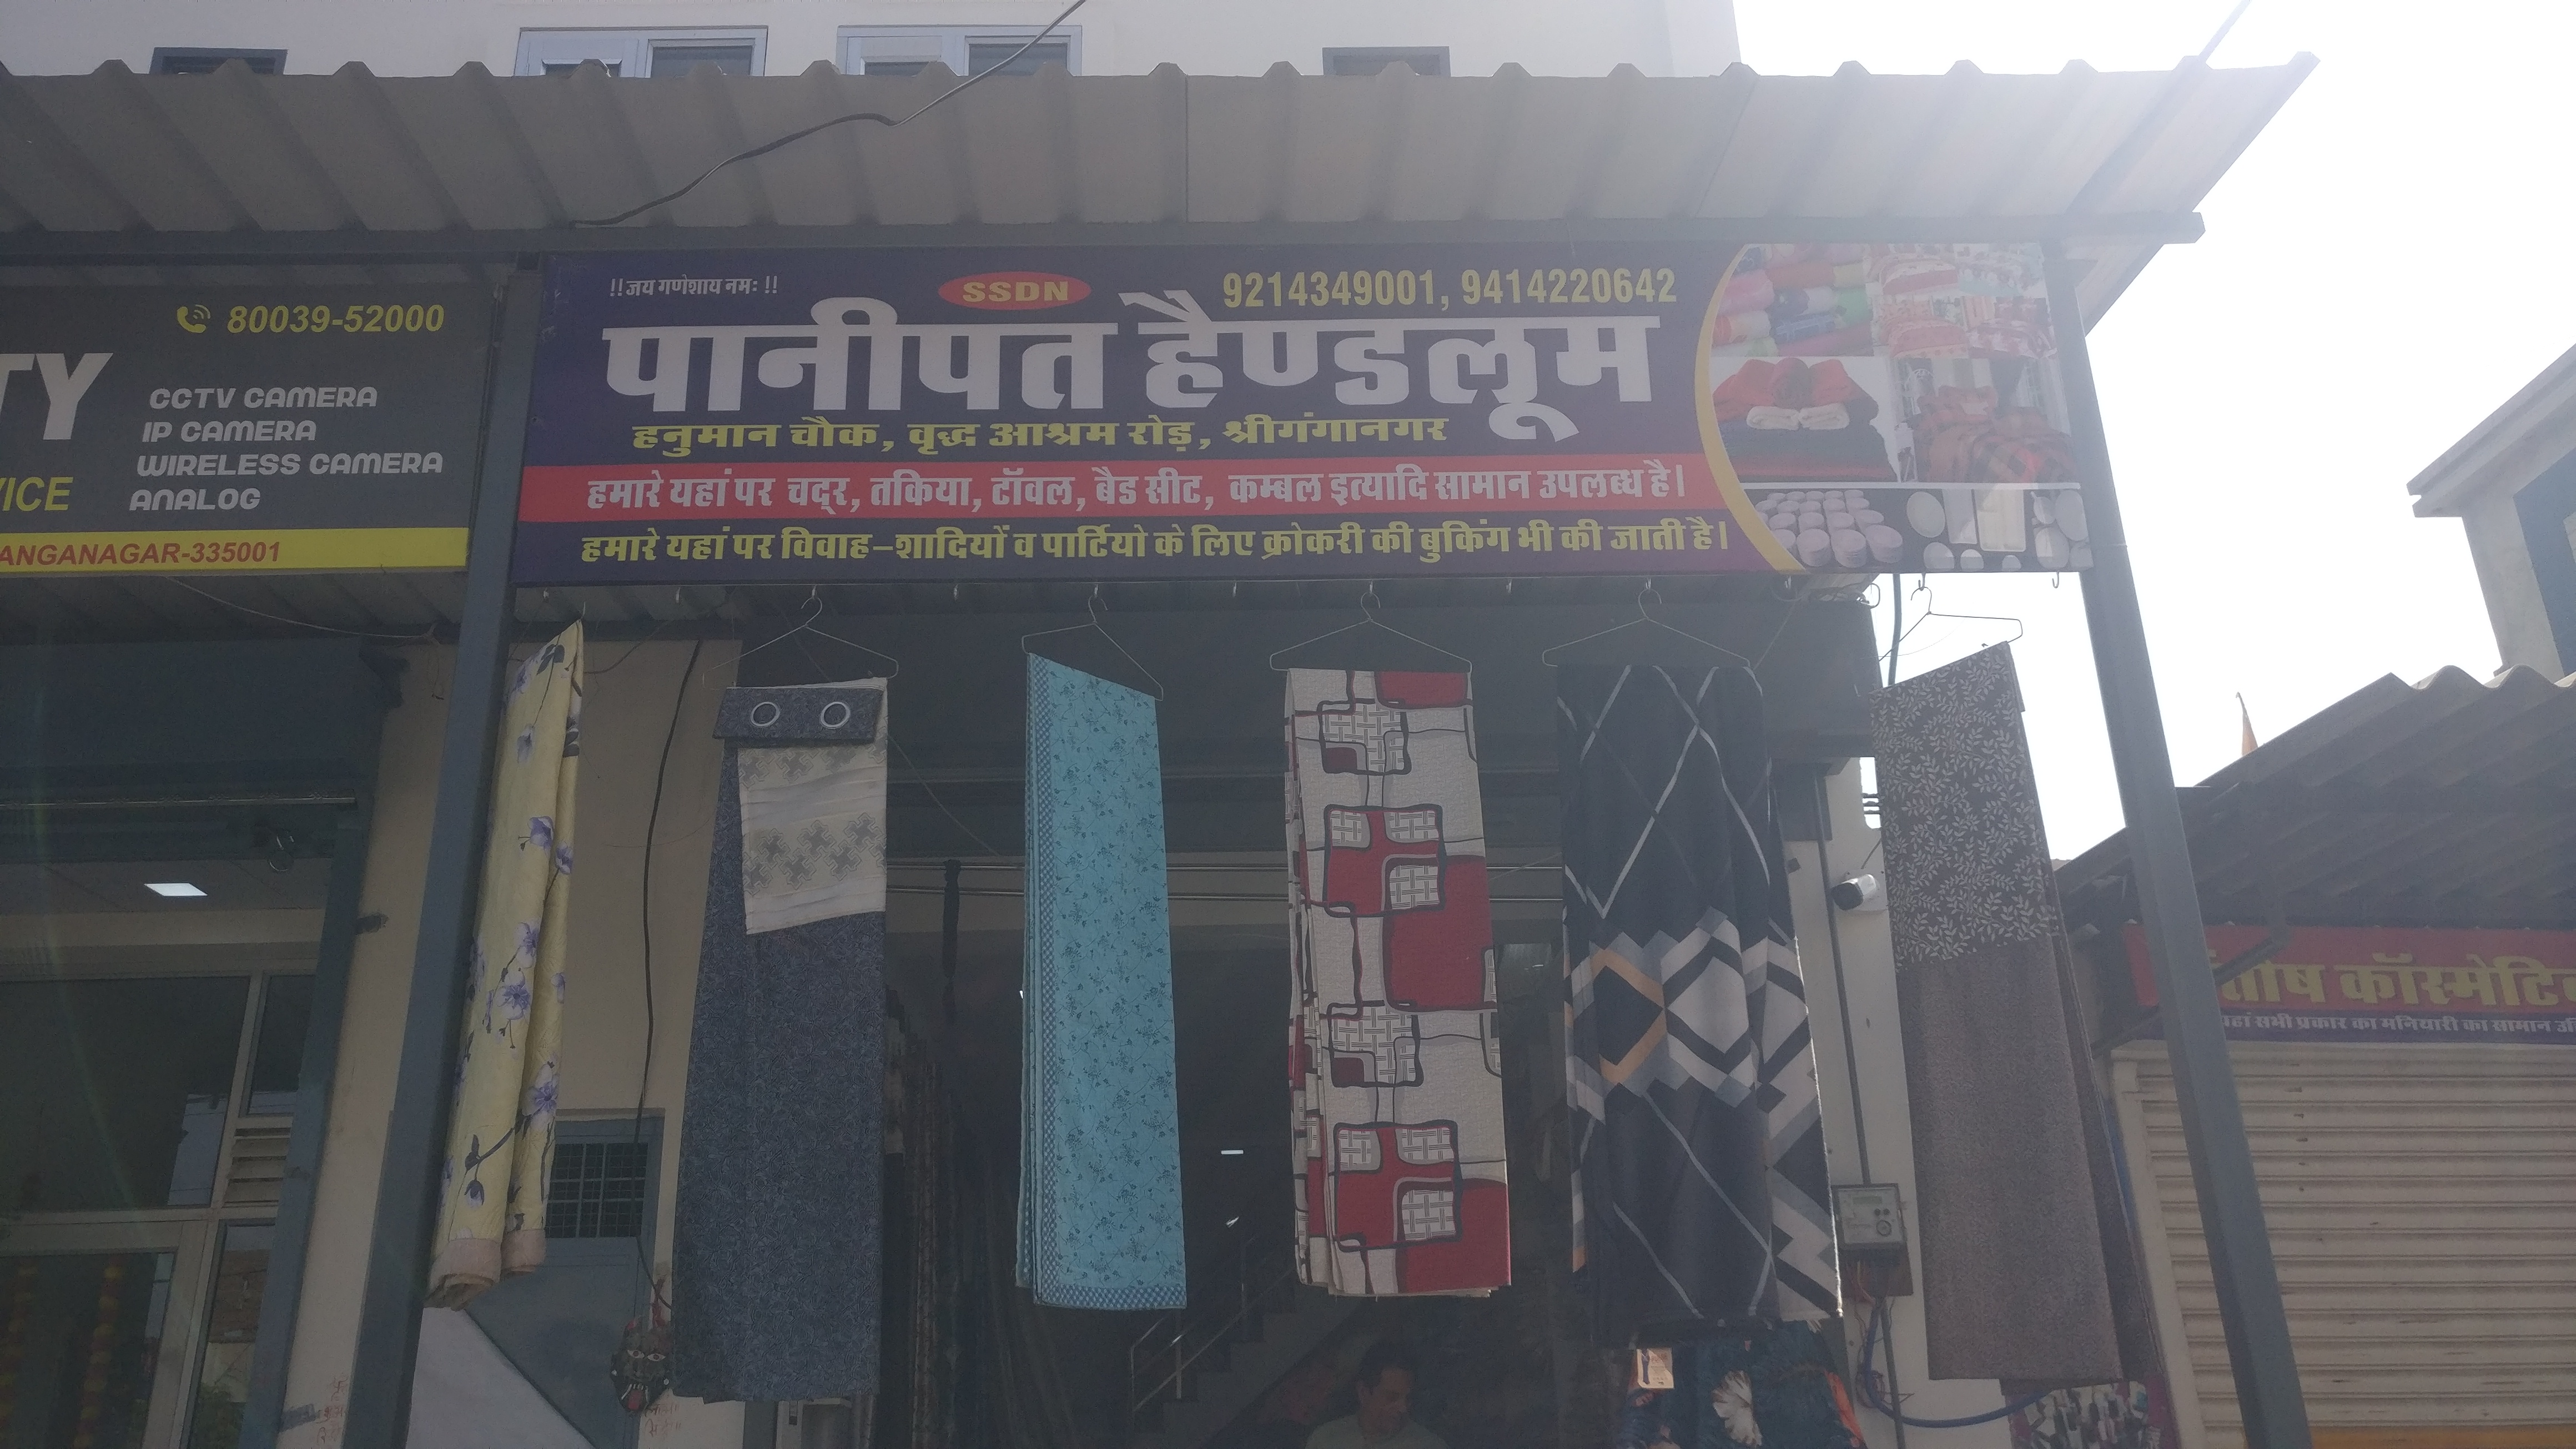 80039-52000
TY
CCTV CAMERA
IP CAMERA
WIRELESS CAMERA
ANALOG
VICE
ANGANAGAR-335001
!!जय गणेशाय नमः!!
SSDN
9214349001, 9414220642
पानीपत हैण्डलूम
हनुमान चौक, वृद्ध आश्रम रोड़, श्रीगंगानगर
हमारे यहां पर चद्दर, तकिया, टॉवल, बैड सीट, कम्बल इत्यादि सामान उपलब्ध है।
हमारे यहां पर विवाह-शादियों व पार्टियो के लिए क्रोकरी की बुकिंग भी की जाती है।
कॉस्मेटि
यहां सभी प्रकार का मनियारी का सामान